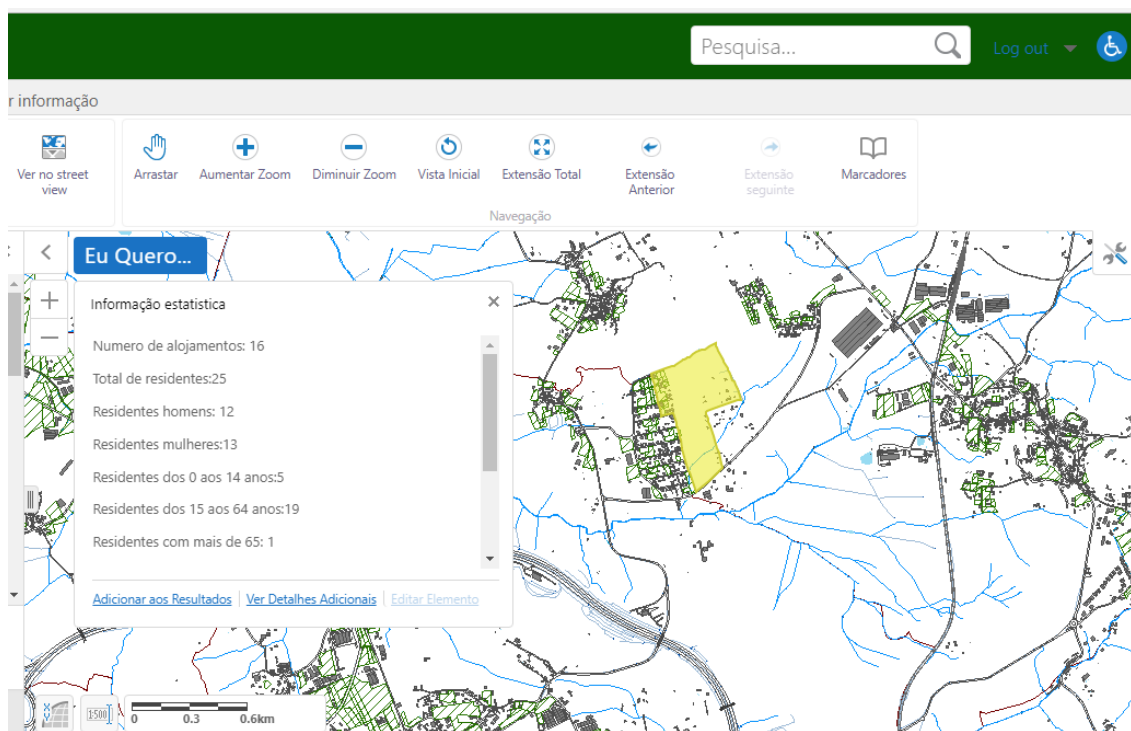 Pesquisa...
Log out
r informação
Ver no street
view
Arrastar
Aumentar Zoom
Diminuir Zoom
Vista Inicial
Extensão Total
Extensão
Anterior
Extensão
seguinte
Marcadores
Navegação
Eu Quero...
Informação estatistica
Numero de alojamentos: 16
Total de residentes:25
Residentes homens: 12
Residentes mulheres:13
Residentes dos 0 aos 14 anos:5
Residentes dos 15 aos 64 anos:19
Residentes com mais de 65: 1
Adicionar aos Resultados | Ver Detalhes Adicionais | Editar Elemento
X
Y
1:500
0 0.3 0.6km